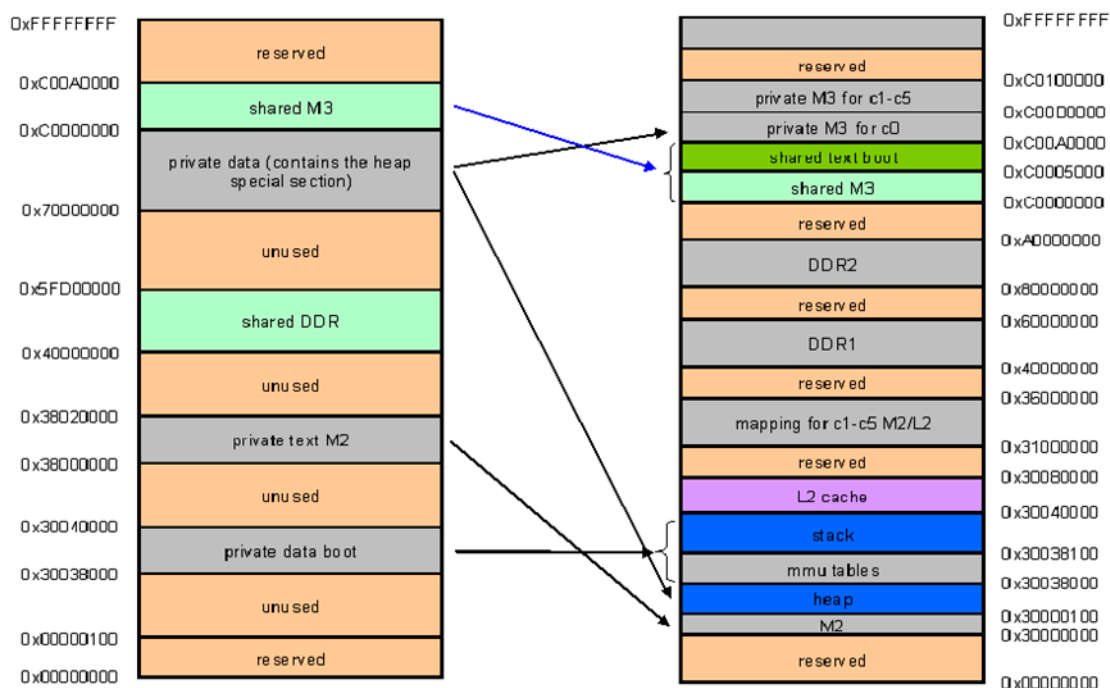 0xFFFFFFFF
reserved
0xC00A0000
shared M3
0xC0000000
private data (contains the heap
special section)
0x70000000
unused
0x5FD00000
shared DDR
0x40000000
unused
0x38020000
private text M2
0x38000000
unused
0x30040000
private data boot
0x30038000
unused
0x00000100
reserved
0x00000000
0xFFFFFFFF
reserved
0xC0100000
private M3 for c1-c5
0xC00D0000
private M3 for c0
0xC00A0000
shared text boot
0xC0005000
shared M3
0xC0000000
reserved
0xA0000000
DDR2
0x80000000
reserved
0x60000000
DDR1
0x40000000
reserved
0x36000000
mapping for c1-c5 M2/L2
0x31000000
reserved
0x30080000
L2 cache
0x30040000
stack
0x30038100
mmu tables
0x30038000
heap
0x30000100
M2
0x30000000
reserved
0x00000000